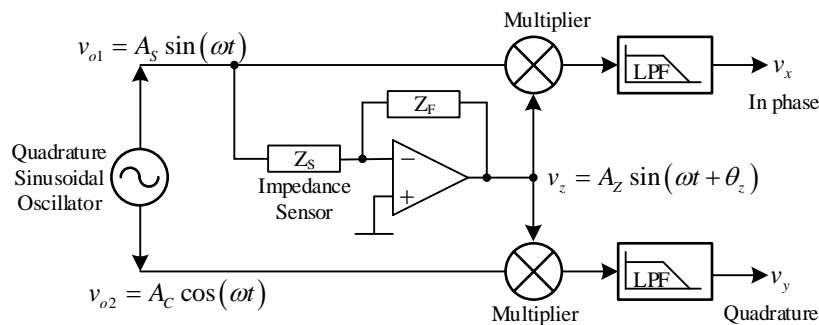 Multiplier
v_{o1} = A_S sin(ωt)
LPF
v_x
In phase
Z_F
Quadrature
Sinusoidal
Oscillator
Z_S
Impedance
Sensor
−
+
v_z = A_Z sin(ωt + θ_z)
v_{o2} = A_C cos(ωt)
Multiplier
LPF
v_y
Quadrature